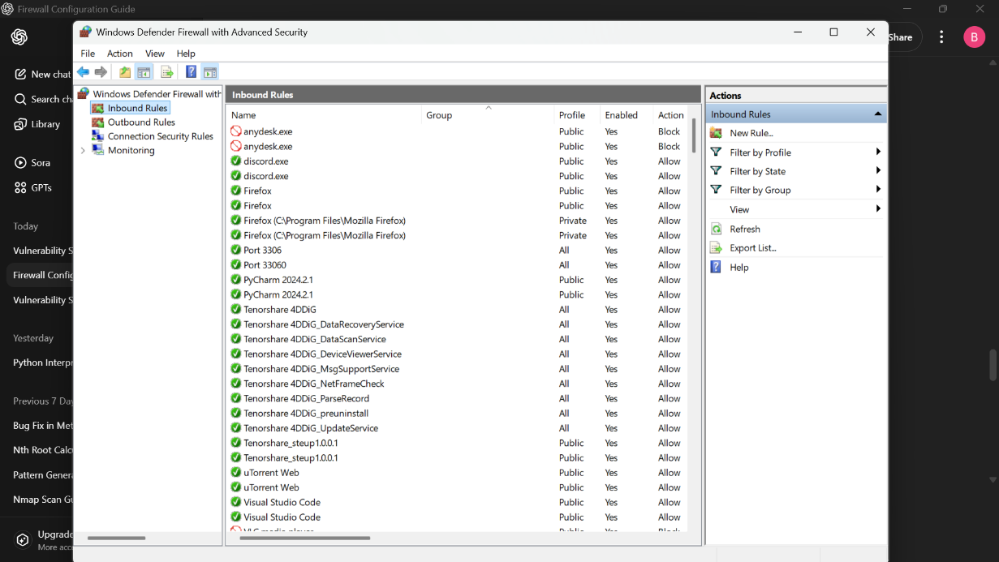 Firewall Configuration Guide
Windows Defender Firewall with Advanced Security
Share
B
File Action View Help
New chat
Search ch
Library
Sora
GPTs
Today
Vulnerability S
Firewall Config
Vulnerability S
Yesterday
Python Interpr
Previous 7 Day
Bug Fix in Met
Nth Root Calc
Pattern Genera
Nmap Scan Gu
Upgrade
More acc
Windows Defender Firewall with
Inbound Rules
Outbound Rules
Connection Security Rules
Monitoring
Inbound Rules
Name Group Profile Enabled Action
anydesk.exe Public Yes Block
anydesk.exe Public Yes Block
discord.exe Public Yes Allow
discord.exe Public Yes Allow
Firefox Public Yes Allow
Firefox Public Yes Allow
Firefox (C:\Program Files\Mozilla Firefox) Private Yes Allow
Firefox (C:\Program Files\Mozilla Firefox) Private Yes Allow
Port 3306 All Yes Allow
Port 33060 All Yes Allow
PyCharm 2024.2.1 Public Yes Allow
PyCharm 2024.2.1 Public Yes Allow
Tenorshare 4DDiG All Yes Allow
Tenorshare 4DDiG_DataRecoveryService All Yes Allow
Tenorshare 4DDiG_DataScanService All Yes Allow
Tenorshare 4DDiG_DeviceViewerService All Yes Allow
Tenorshare 4DDiG_MsgSupportService All Yes Allow
Tenorshare 4DDiG_NetFrameCheck All Yes Allow
Tenorshare 4DDiG_ParseRecord All Yes Allow
Tenorshare 4DDiG_preuninstall All Yes Allow
Tenorshare 4DDiG_UpdateService All Yes Allow
Tenorshare_steup1.0.0.1 Public Yes Allow
Tenorshare_steup1.0.0.1 Public Yes Allow
uTorrent Web Public Yes Allow
uTorrent Web Public Yes Allow
Visual Studio Code Public Yes Allow
Visual Studio Code Public Yes Allow
VLC media player Public Yes Block
Actions
Inbound Rules
New Rule...
Filter by Profile
Filter by State
Filter by Group
View
Refresh
Export List...
Help